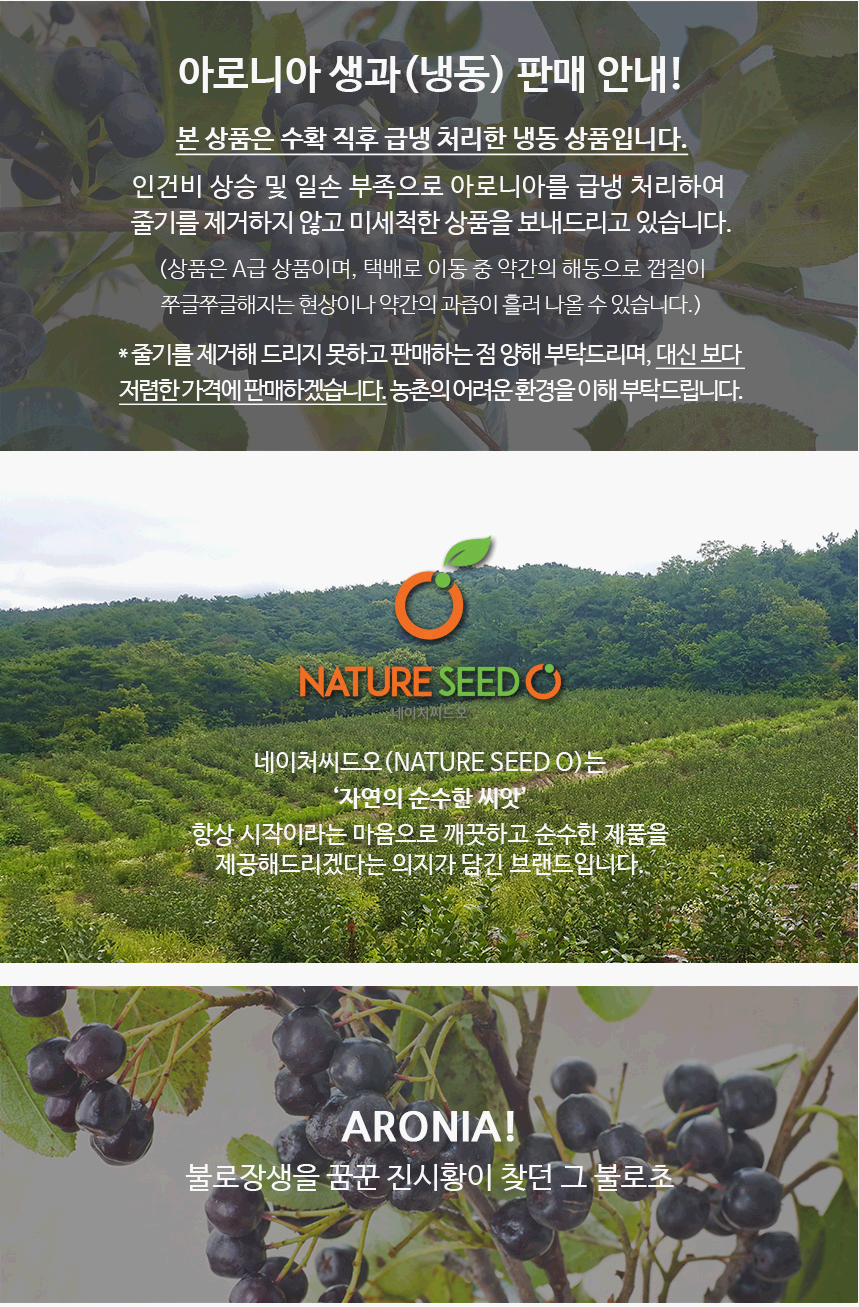 아로니아 생과(냉동) 판매 안내!
본 상품은 수확 직후 급냉 처리한 냉동 상품입니다.
인건비 상승 및 일손 부족으로 아로니아를 급냉 처리하여
줄기를 제거하지 않고 미세척한 상품을 보내드리고 있습니다.
(상품은 A급 상품이며, 택배로 이동 중 약간의 해동으로 껍질이
쭈글쭈글해지는 현상이나 약간의 과즙이 흘러 나올 수 있습니다.)
* 줄기를 제거해 드리지 못하고 판매하는 점 양해 부탁드리며, 대신 보다
저렴한 가격에 판매하겠습니다. 농촌의 어려운 환경을 이해 부탁드립니다.
NATURE SEED O
네이처씨드오
네이처씨드오(NATURE SEED O)는
‘자연의 순수한 씨앗’
항상 시작이라는 마음으로 깨끗하고 순수한 제품을
제공해드리겠다는 의지가 담긴 브랜드입니다.
ARONIA!
불로장생을 꿈꾼 진시황이 찾던 그 불로초